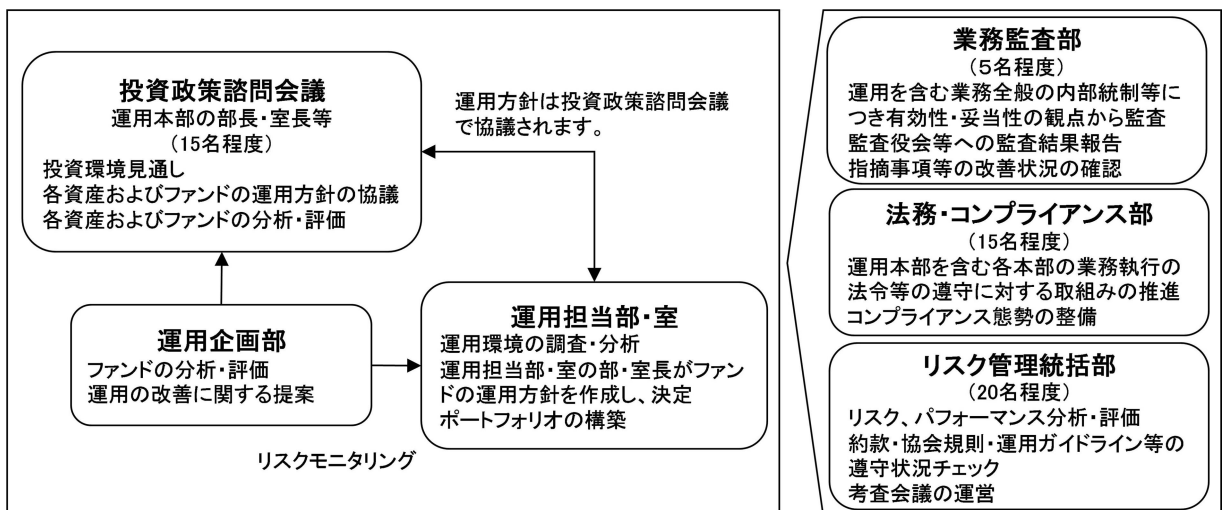 投資政策諮問会議
運用本部の部長・室長等
（15名程度）
投資環境見通し
各資産およびファンドの運用方針の協議
各資産およびファンドの分析・評価
運用方針は投資政策諮問会議
で協議されます。
運用企画部
ファンドの分析・評価
運用の改善に関する提案
運用担当部・室
運用環境の調査・分析
運用担当部・室の部・室長がファン
ドの運用方針を作成し、決定
ポートフォリオの構築
リスクモニタリング
業務監査部
（５名程度）
運用を含む業務全般の内部統制等に
つき有効性・妥当性の観点から監査
監査役会等への監査結果報告
指摘事項等の改善状況の確認
法務・コンプライアンス部
（15名程度）
運用本部を含む各本部の業務執行の
法令等の遵守に対する取組みの推進
コンプライアンス態勢の整備
リスク管理統括部
（20名程度）
リスク、パフォーマンス分析・評価
約款・協会規則・運用ガイドライン等の
遵守状況チェック
考査会議の運営